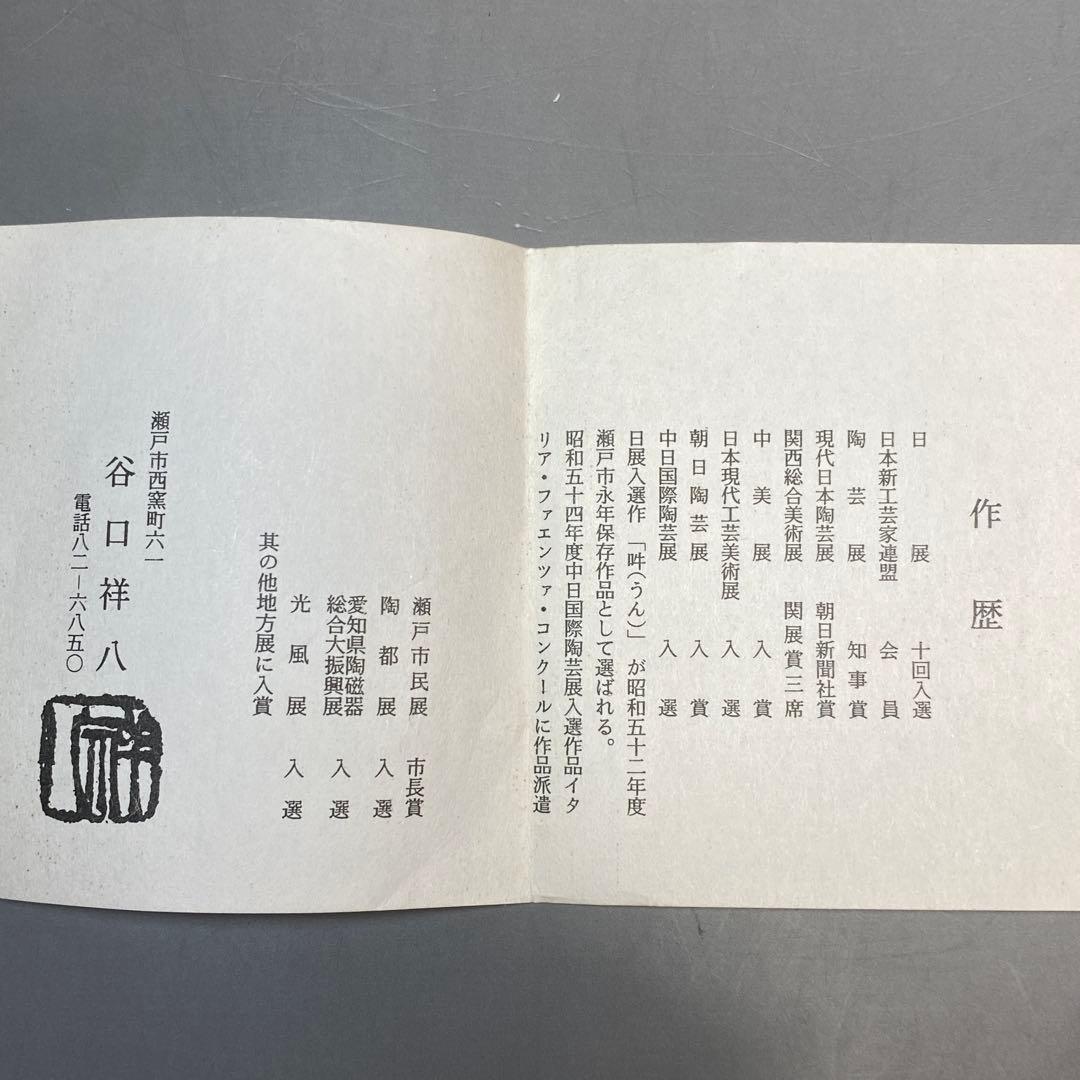 作歴
日展 十回入選
日本新工芸家連盟 会員
陶芸展 知事賞
現代日本陶芸展 朝日新聞社賞
関西総合美術展 関展賞三席
中美展 入賞
日本現代工芸美術展 入選
朝日陶芸展 入賞
中日国際陶芸展 入選
日展入選作 「吽(うん)」 が昭和五十二年度
瀬戸市永年保存作品として選ばれる。
昭和五十四年度中日国際陶芸展入選作品イタ
リア・ファエンツァ・コンクールに作品派遣
瀬戸市民展 市長賞
陶都展 入選
愛知県陶磁器
総合大振興展 入選
光風展 入選
其の他地方展に入賞
瀬戸市西窯町六一
谷口祥八
電話八二-六八五〇